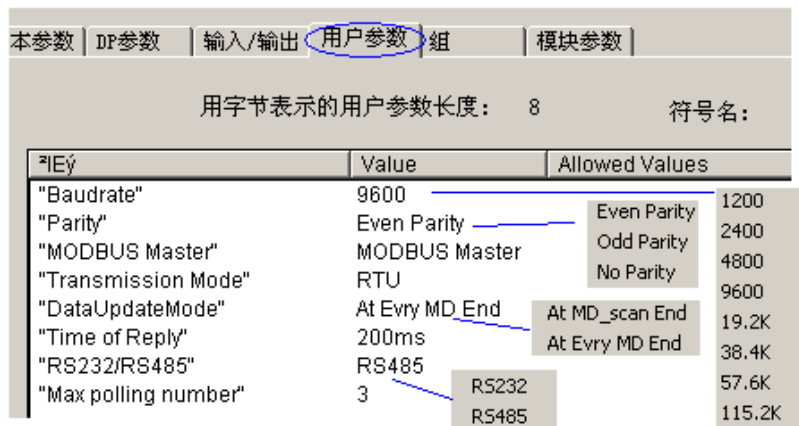 本参数 DP参数 输入/输出 用户参数 组 模块参数
用字节表示的用户参数长度： 8 符号名：
²ÎÊý Value Allowed Values
"Baudrate" 9600
"Parity" Even Parity
"MODBUS Master" MODBUS Master
"Transmission Mode" RTU
"DataUpdateMode" At Evry MD End
"Time of Reply" 200ms
"RS232/RS485" RS485
"Max polling number" 3
Even Parity
Odd Parity
No Parity
At MD_scan End
At Evry MD End
RS232
RS485
1200
2400
4800
9600
19.2K
38.4K
57.6K
115.2K